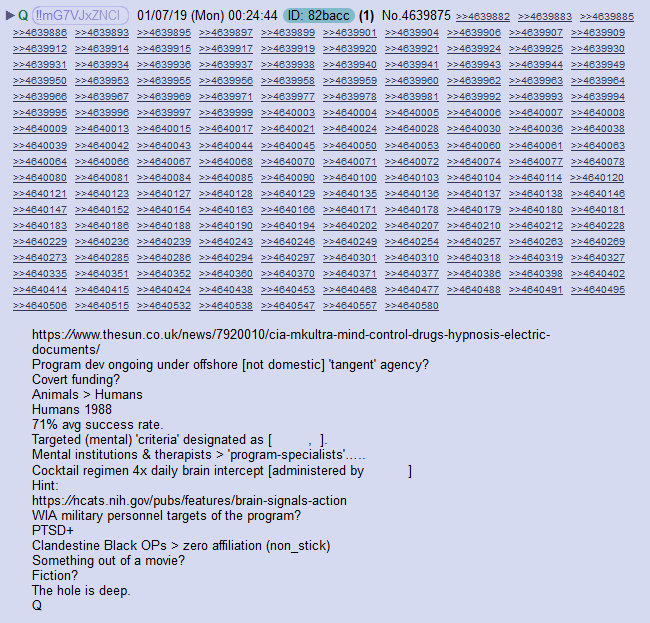 ▶ Q !!mG7VJxZNCI 01/07/19 (Mon) 00:24:44 ID: 82bacc (1) No.4639875 >>4639882 >>4639883 >>4639885
>>4639886 >>4639893 >>4639895 >>4639897 >>4639899 >>4639901 >>4639904 >>4639906 >>4639907 >>4639909
>>4639912 >>4639914 >>4639915 >>4639917 >>4639919 >>4639920 >>4639921 >>4639924 >>4639925 >>4639930
>>4639931 >>4639934 >>4639936 >>4639937 >>4639938 >>4639940 >>4639941 >>4639943 >>4639944 >>4639949
>>4639950 >>4639953 >>4639955 >>4639956 >>4639958 >>4639959 >>4639960 >>4639962 >>4639963 >>4639964
>>4639966 >>4639967 >>4639969 >>4639971 >>4639977 >>4639978 >>4639981 >>4639992 >>4639993 >>4639994
>>4639995 >>4639996 >>4639997 >>4639999 >>4640003 >>4640004 >>4640005 >>4640006 >>4640007 >>4640008
>>4640009 >>4640013 >>4640015 >>4640017 >>4640021 >>4640024 >>4640028 >>4640030 >>4640036 >>4640038
>>4640039 >>4640042 >>4640043 >>4640044 >>4640045 >>4640050 >>4640053 >>4640060 >>4640061 >>4640063
>>4640064 >>4640066 >>4640067 >>4640068 >>4640070 >>4640071 >>4640072 >>4640074 >>4640077 >>4640078
>>4640080 >>4640081 >>4640084 >>4640085 >>4640090 >>4640100 >>4640103 >>4640104 >>4640114 >>4640120
>>4640121 >>4640123 >>4640127 >>4640128 >>4640129 >>4640135 >>4640136 >>4640137 >>4640138 >>4640146
>>4640147 >>4640152 >>4640154 >>4640163 >>4640166 >>4640171 >>4640178 >>4640179 >>4640180 >>4640181
>>4640183 >>4640186 >>4640188 >>4640190 >>4640194 >>4640202 >>4640207 >>4640210 >>4640212 >>4640228
>>4640229 >>4640236 >>4640239 >>4640243 >>4640246 >>4640249 >>4640254 >>4640257 >>4640263 >>4640269
>>4640273 >>4640285 >>4640286 >>4640294 >>4640297 >>4640301 >>4640310 >>4640318 >>4640319 >>4640327
>>4640335 >>4640351 >>4640352 >>4640360 >>4640370 >>4640371 >>4640377 >>4640386 >>4640398 >>4640402
>>4640414 >>4640415 >>4640424 >>4640438 >>4640453 >>4640468 >>4640477 >>4640488 >>4640491 >>4640495
>>4640506 >>4640515 >>4640532 >>4640538 >>4640547 >>4640557 >>4640580
https://www.thesun.co.uk/news/7920010/cia-mkultra-mind-control-drugs-hypnosis-electric-
documents/
Program dev ongoing under offshore [not domestic] 'tangent' agency?
Covert funding?
Animals > Humans
Humans 1988
71% avg success rate.
Targeted (mental) 'criteria' designated as [ , ].
Mental institutions & therapists > 'program-specialists'.....
Cocktail regimen 4x daily brain intercept [administered by ]
Hint:
https://ncats.nih.gov/pubs/features/brain-signals-action
WIA military personnel targets of the program?
PTSD+
Clandestine Black OPs > zero affiliation (non_stick)
Something out of a movie?
Fiction?
The hole is deep.
Q